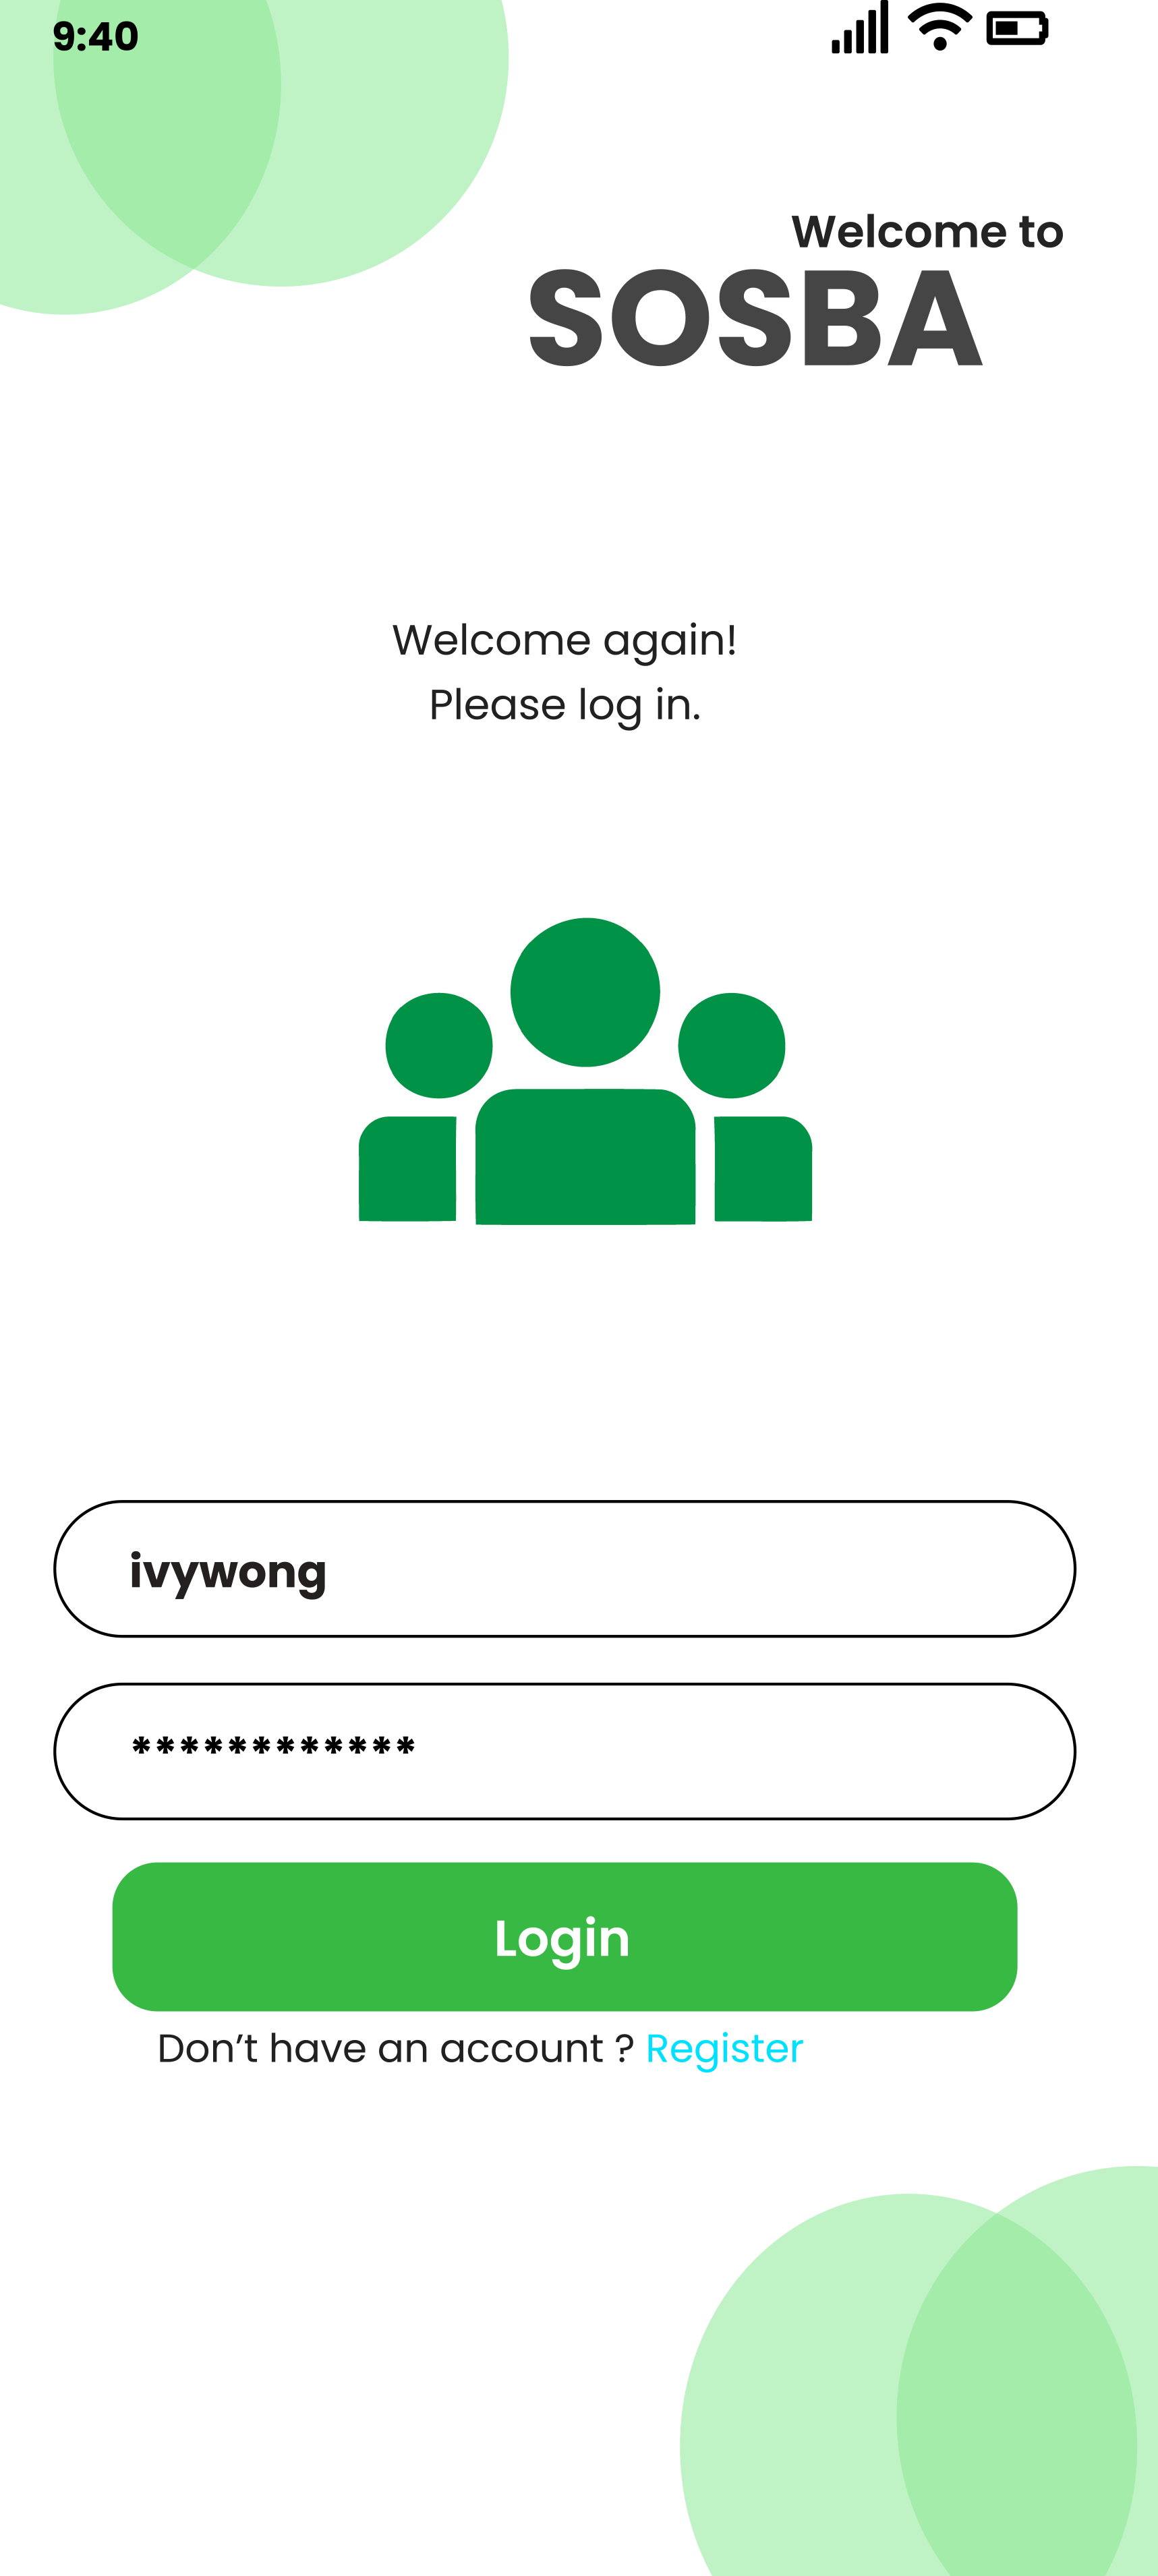 9:40
Welcome to
SOSBA
Welcome again!
Please log in.
ivywong
************
Login
Don’t have an account ? Register